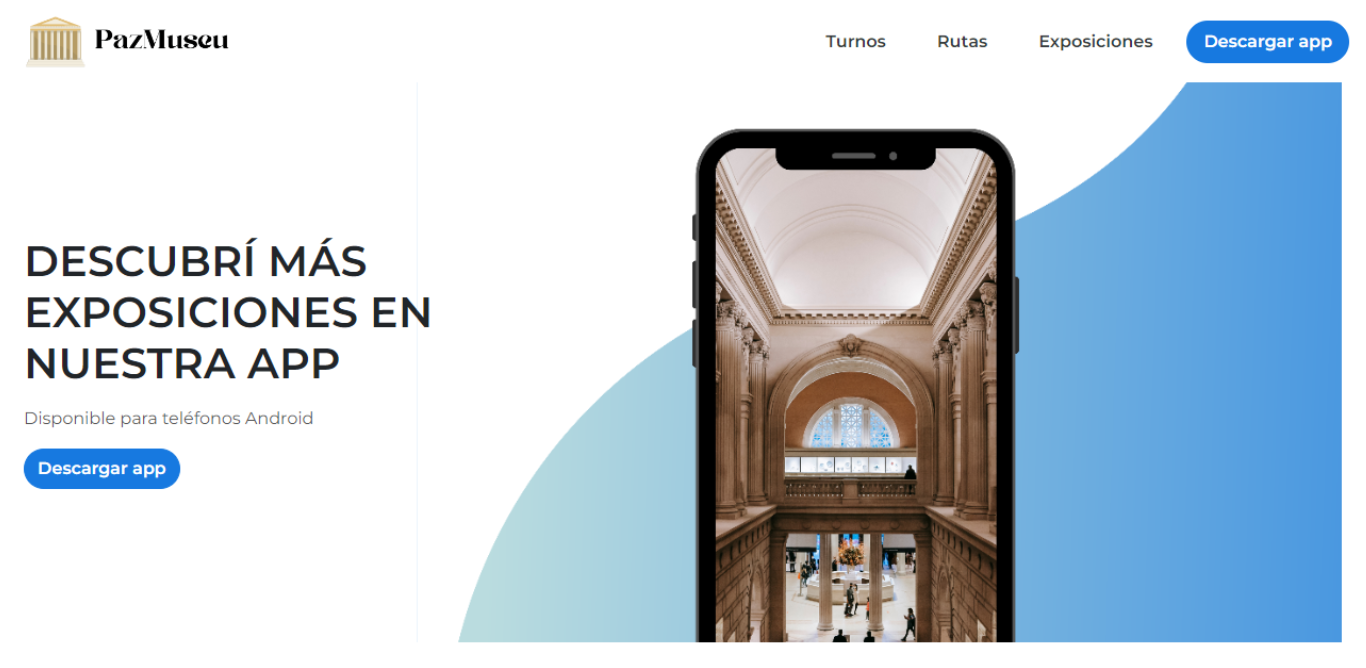 PazMuseu
Turnos
Rutas
Exposiciones
Descargar app
DESCUBRÍ MÁS
EXPOSICIONES EN
NUESTRA APP
Disponible para teléfonos Android
Descargar app